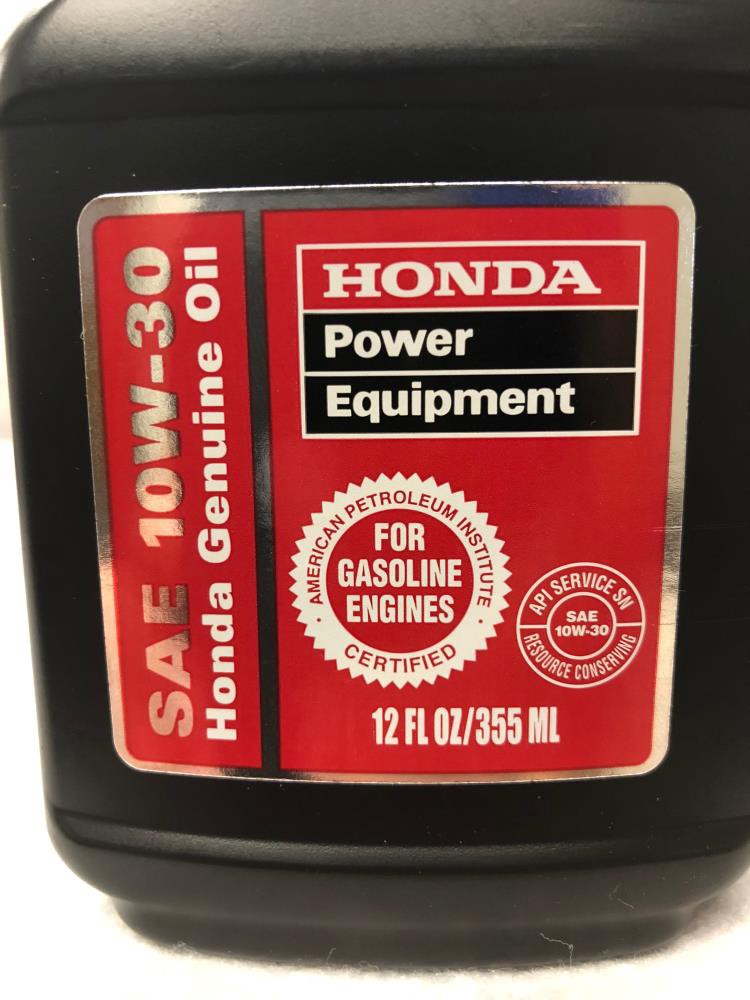 SAE 10W-30
Honda Genuine Oil
HONDA
Power
Equipment
AMERICAN PETROLEUM INSTITUTE
FOR
GASOLINE
ENGINES
CERTIFIED
API SERVICE SN
SAE
10W-30
RESOURCE CONSERVING
12 FL OZ/355 ML